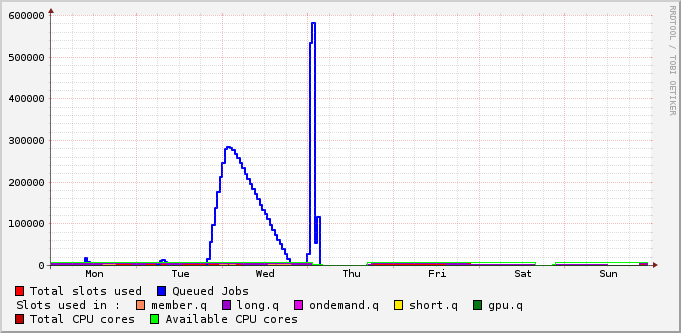 RRDTOOL / TOBI OETIKER
600000
500000
400000
300000
200000
100000
0
Mon Tue Wed Thu Fri Sat Sun
Total slots used Queued Jobs
Slots used in : member.q long.q ondemand.q short.q gpu.q
Total CPU cores Available CPU cores